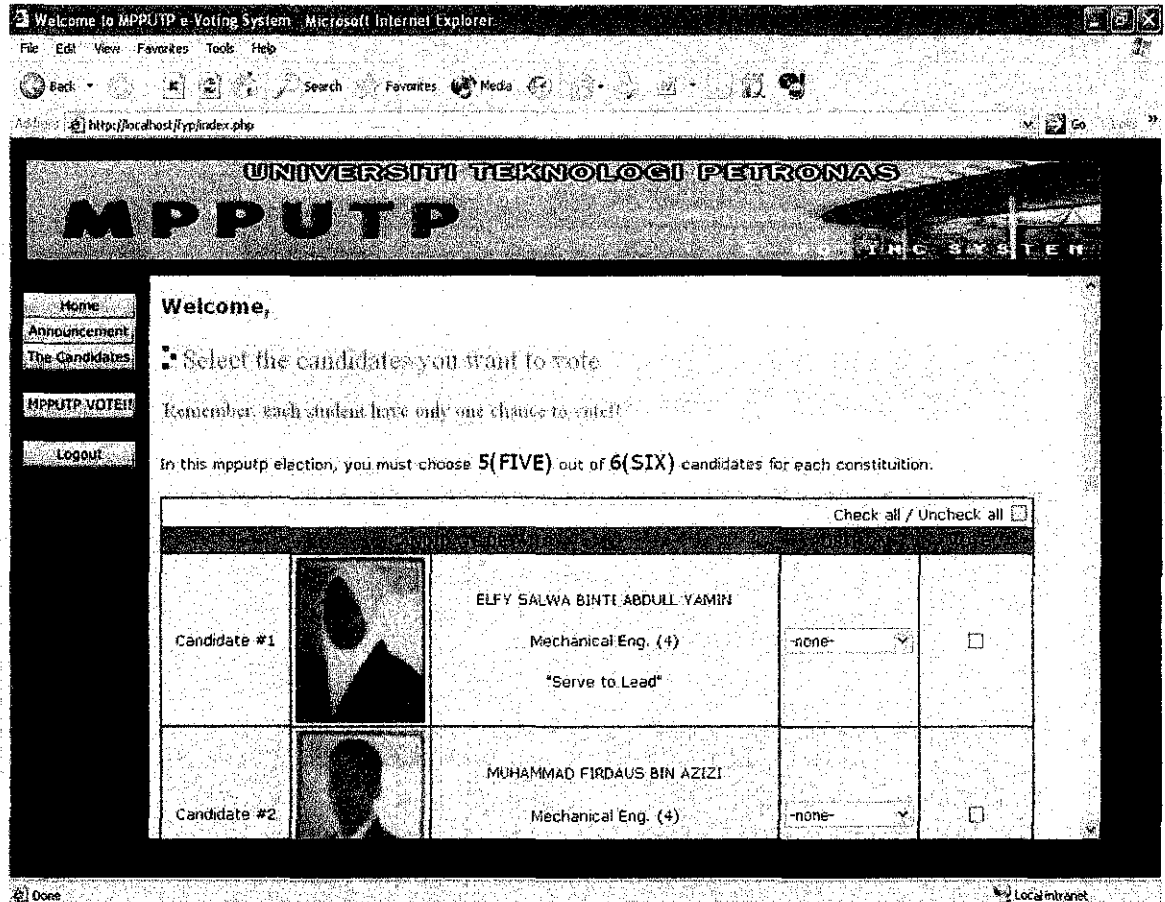 Welcome to MPPUTP e-Voting System - Microsoft Internet Explorer
File Edit View Favorites Tools Help
Back Search Favorites Media
Address http://localhost/fyp/index.php Go Links »
UNIVERSITI TEKNOLOGI PETRONAS
MPPUTP
E-VOTING SYSTEM
Home
Announcement
The Candidates
MPPUTP VOTE!!
Logout
Welcome,
Select the candidates you want to vote
Remember, each student have only one chance to vote!!
In this mpputp election, you must choose 5(FIVE) out of 6(SIX) candidates for each constituition.
Check all / Uncheck all
Candidate #1
ELFY SALWA BINTI ABDULL YAMIN
Mechanical Eng. (4)
"Serve to Lead"
-none-
Candidate #2
MUHAMMAD FIRDAUS BIN AZIZI
Mechanical Eng. (4)
-none-
Done
Local intranet